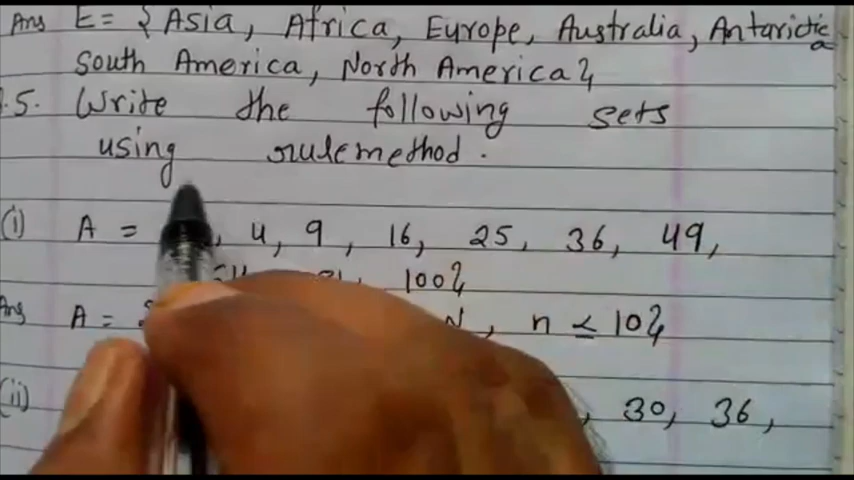 Ans E = { Asia, Africa, Europe, Australia, Antarictica
South America, North America }
.5. Write the following sets
using rule method.
(i) A = , 4, 9, 16, 25, 36, 49,
100}
Ans A = N, n ≤ 10}
(ii) , 30, 36,